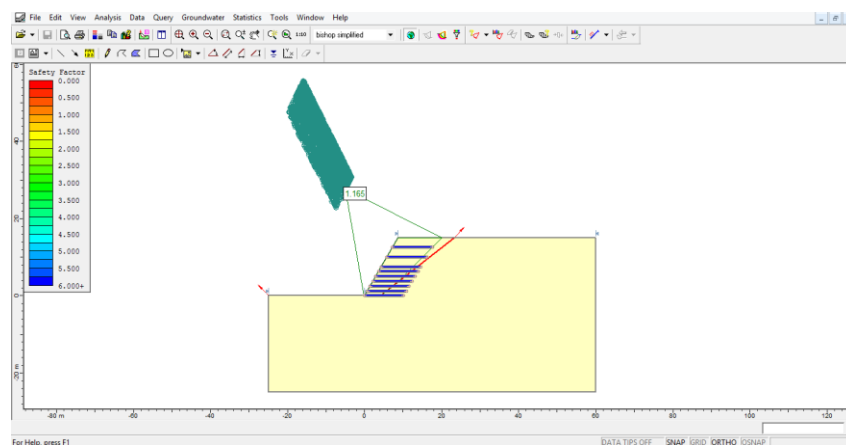 File Edit View Analysis Data Query Groundwater Statistics Tools Window Help
1:10 bishop simplified
Safety Factor
0.000
0.500
1.000
1.500
2.000
2.500
3.000
3.500
4.000
4.500
5.000
5.500
6.000+
1.165
40
20
0
-20 m
-80 m -60 -40 -20 0 20 40 60 80 100 120
For Help, press F1
DATA TIPS OFF SNAP GRID ORTHO OSNAP